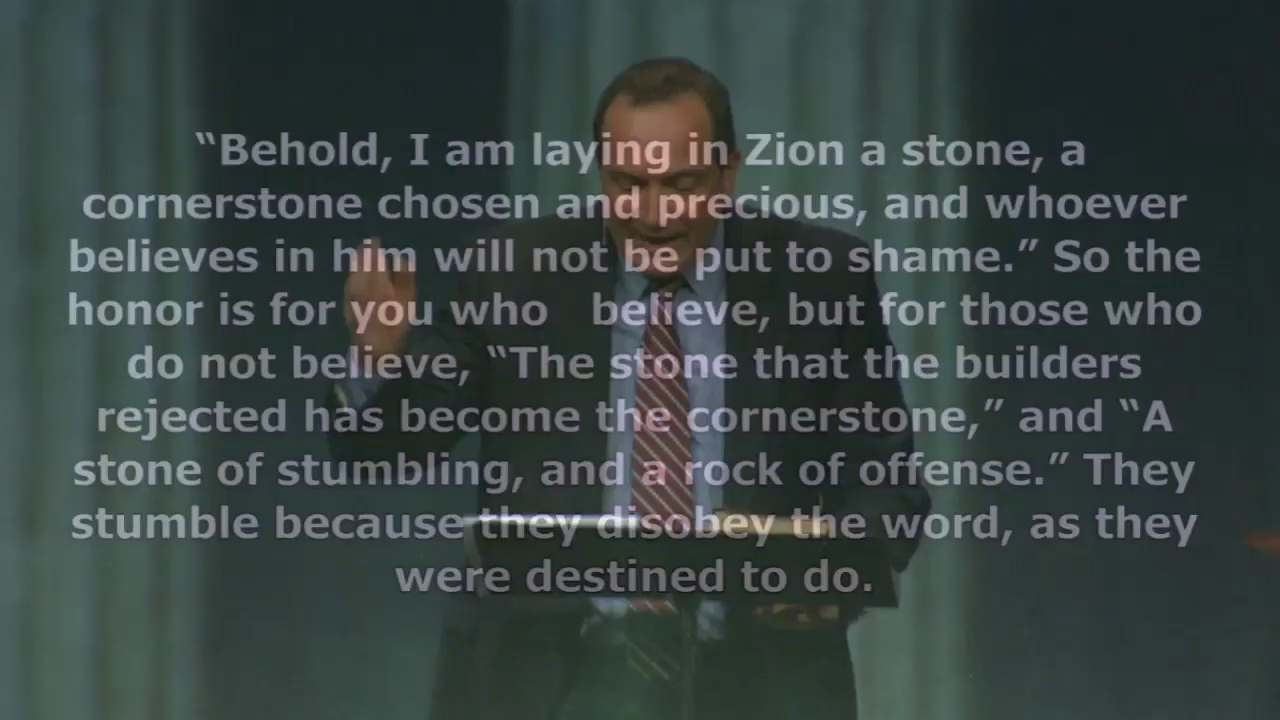 “Behold, I am laying in Zion a stone, a
cornerstone chosen and precious, and whoever
believes in him will not be put to shame.” So the
honor is for you who believe, but for those who
do not believe, “The stone that the builders
rejected has become the cornerstone,” and “A
stone of stumbling, and a rock of offense.” They
stumble because they disobey the word, as they
were destined to do.